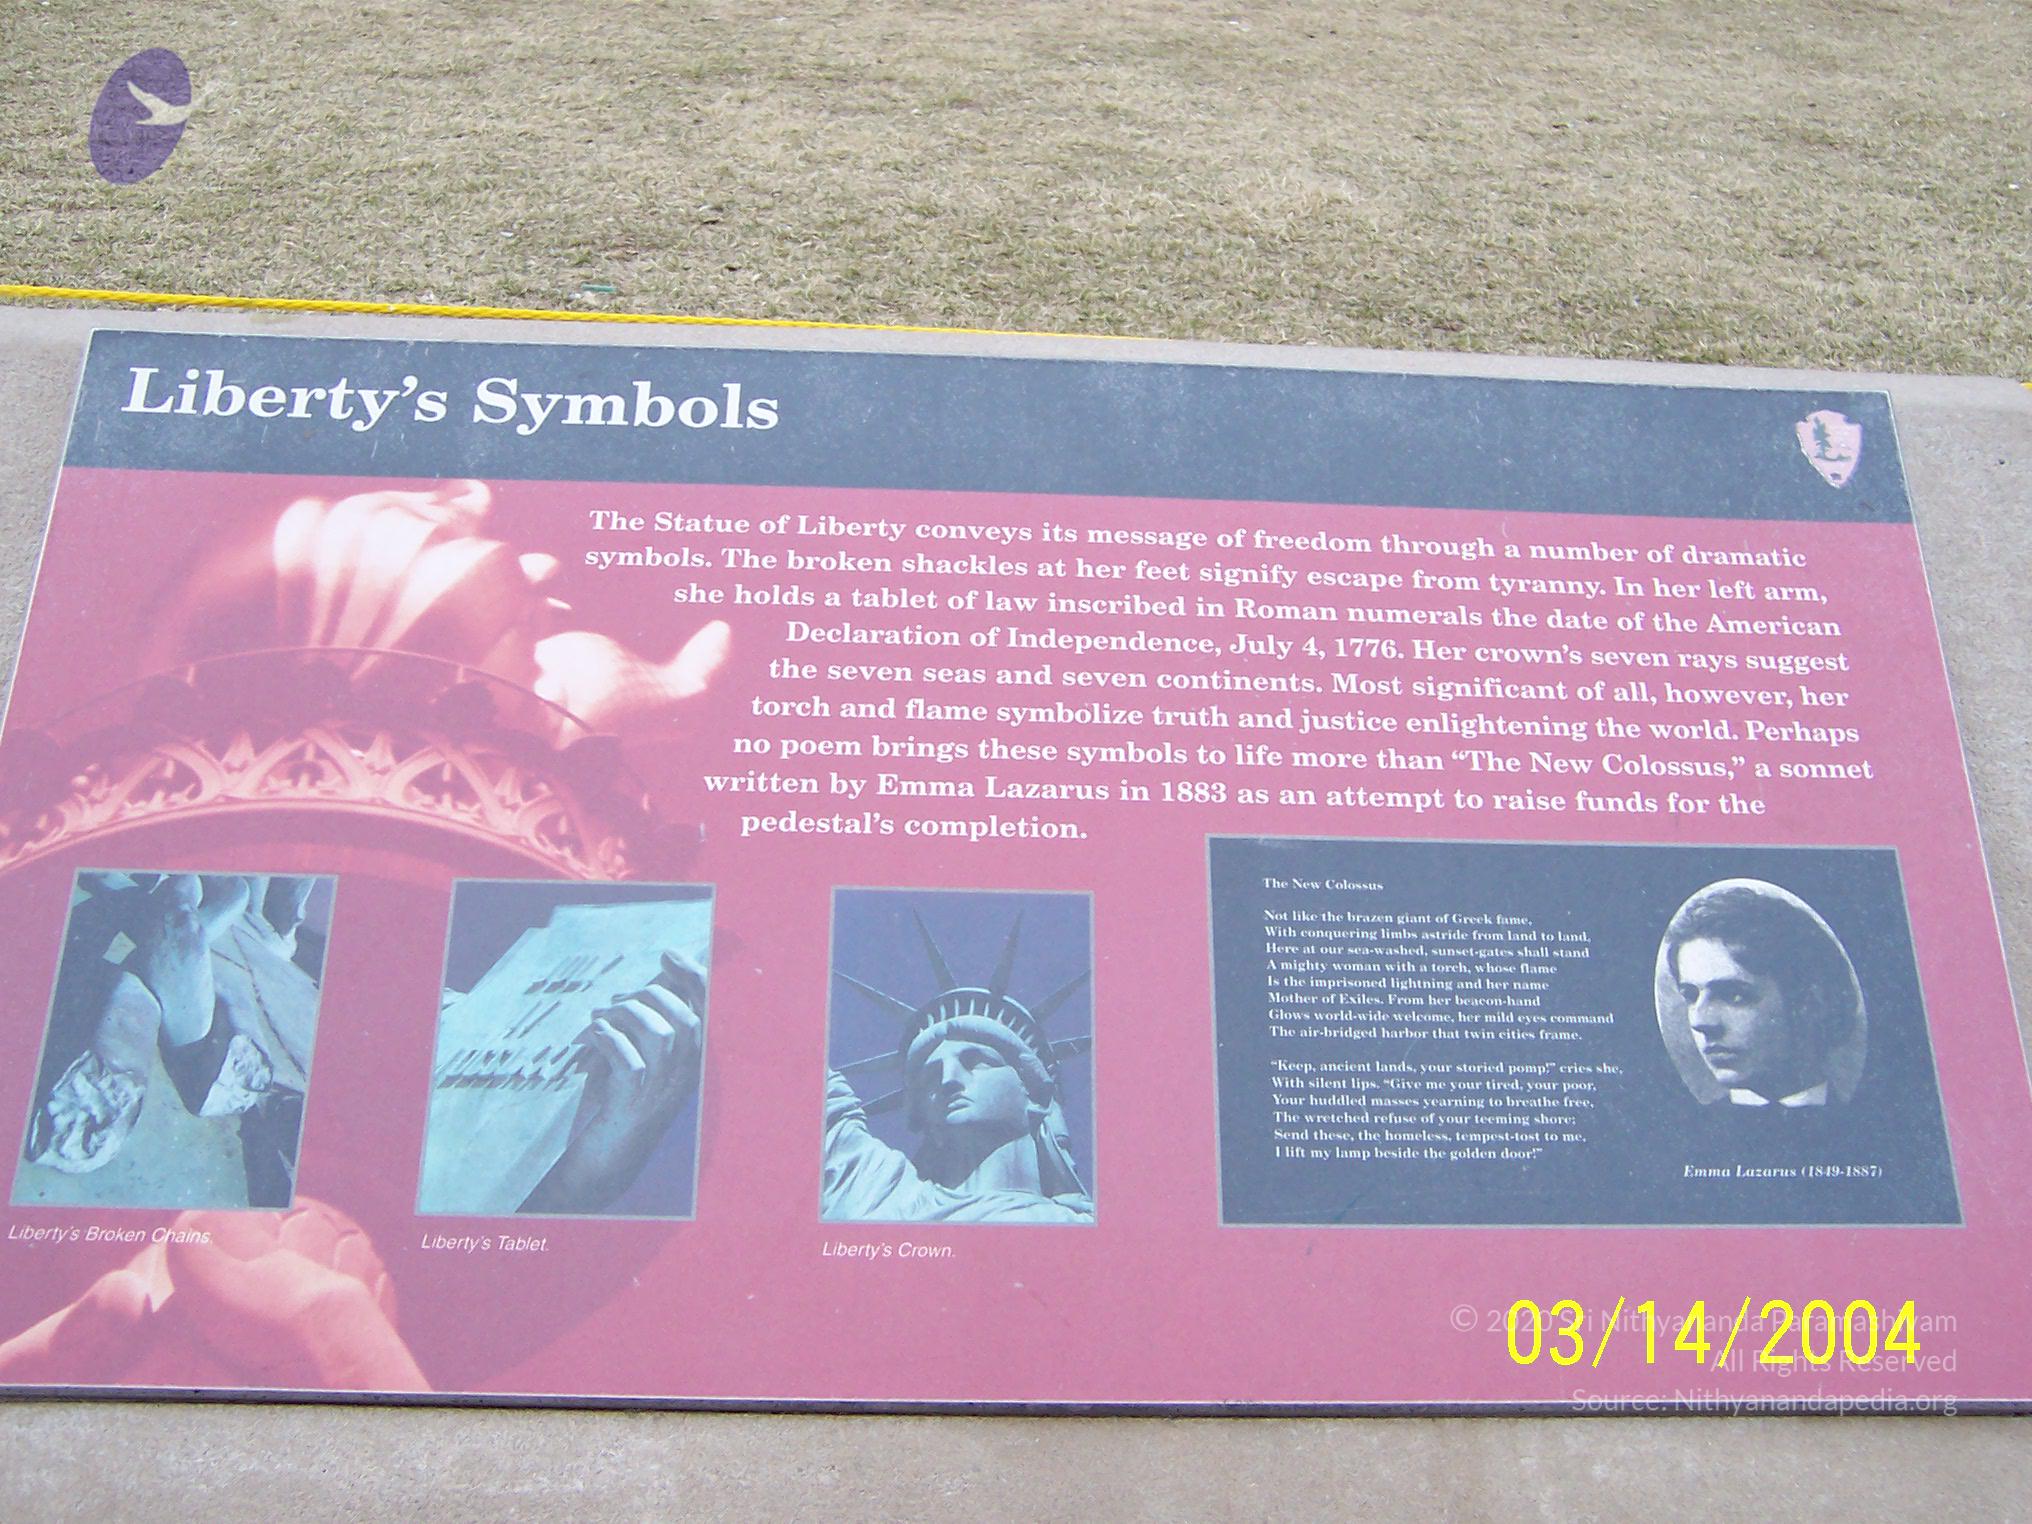 Liberty's Symbols
The Statue of Liberty conveys its message of freedom through a number of dramatic
symbols. The broken shackles at her feet signify escape from tyranny. In her left arm,
she holds a tablet of law inscribed in Roman numerals the date of the American
Declaration of Independence, July 4, 1776. Her crown's seven rays suggest
the seven seas and seven continents. Most significant of all, however, her
torch and flame symbolize truth and justice enlightening the world. Perhaps
no poem brings these symbols to life more than “The New Colossus,” a sonnet
written by Emma Lazarus in 1883 as an attempt to raise funds for the
pedestal's completion.
Liberty's Broken Chains.
Liberty's Tablet.
Liberty's Crown.
The New Colossus
Not like the brazen giant of Greek fame,
With conquering limbs astride from land to land,
Here at our sea-washed, sunset-gates shall stand
A mighty woman with a torch, whose flame
Is the imprisoned lightning and her name
Mother of Exiles. From her beacon-hand
Glows world-wide welcome, her mild eyes command
The air-bridged harbor that twin cities frame.
“Keep, ancient lands, your storied pomp!” cries she,
With silent lips. “Give me your tired, your poor,
Your huddled masses yearning to breathe free,
The wretched refuse of your teeming shore;
Send these, the homeless, tempest-tost to me,
I lift my lamp beside the golden door!”
Emma Lazarus (1849-1887)
03/14/2004
© 2020 Sri Nithyananda Paramashivam
All Rights Reserved
Source: Nithyanandapedia.org